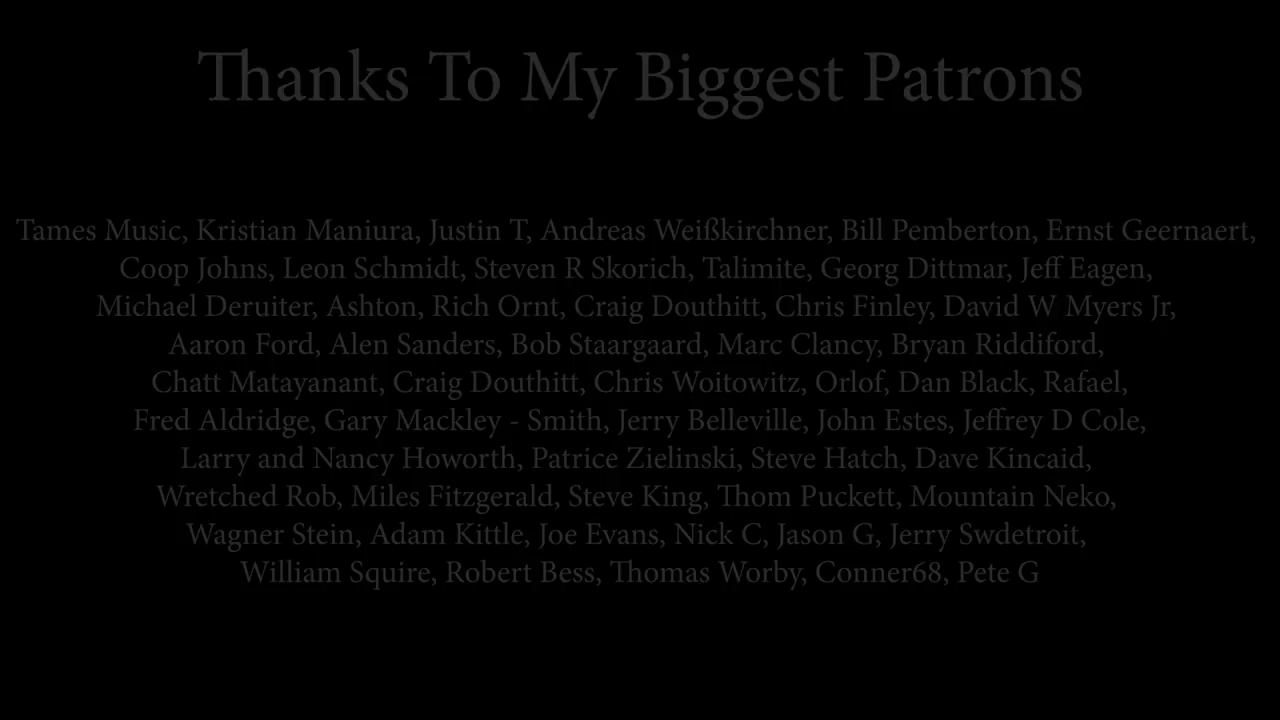 Thanks To My Biggest Patrons
Tames Music, Kristian Maniura, Justin T, Andreas Weißkirchner, Bill Pemberton, Ernst Geernaert,
Coop Johns, Leon Schmidt, Steven R Skorich, Talimite, Georg Dittmar, Jeff Eagen,
Michael Deruiter, Ashton, Rich Ornt, Craig Douthitt, Chris Finley, David W Myers Jr,
Aaron Ford, Alen Sanders, Bob Staargaard, Marc Clancy, Bryan Riddiford,
Chatt Matayanant, Craig Douthitt, Chris Woitowitz, Orlof, Dan Black, Rafael,
Fred Aldridge, Gary Mackley - Smith, Jerry Belleville, John Estes, Jeffrey D Cole,
Larry and Nancy Howorth, Patrice Zielinski, Steve Hatch, Dave Kincaid,
Wretched Rob, Miles Fitzgerald, Steve King, Thom Puckett, Mountain Neko,
Wagner Stein, Adam Kittle, Joe Evans, Nick C, Jason G, Jerry Swdetroit,
William Squire, Robert Bess, Thomas Worby, Conner68, Pete G